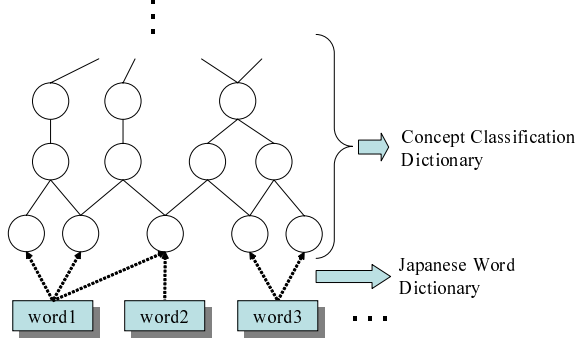 Concept Classification
Dictionary
Japanese Word
Dictionary
word1
word2
word3